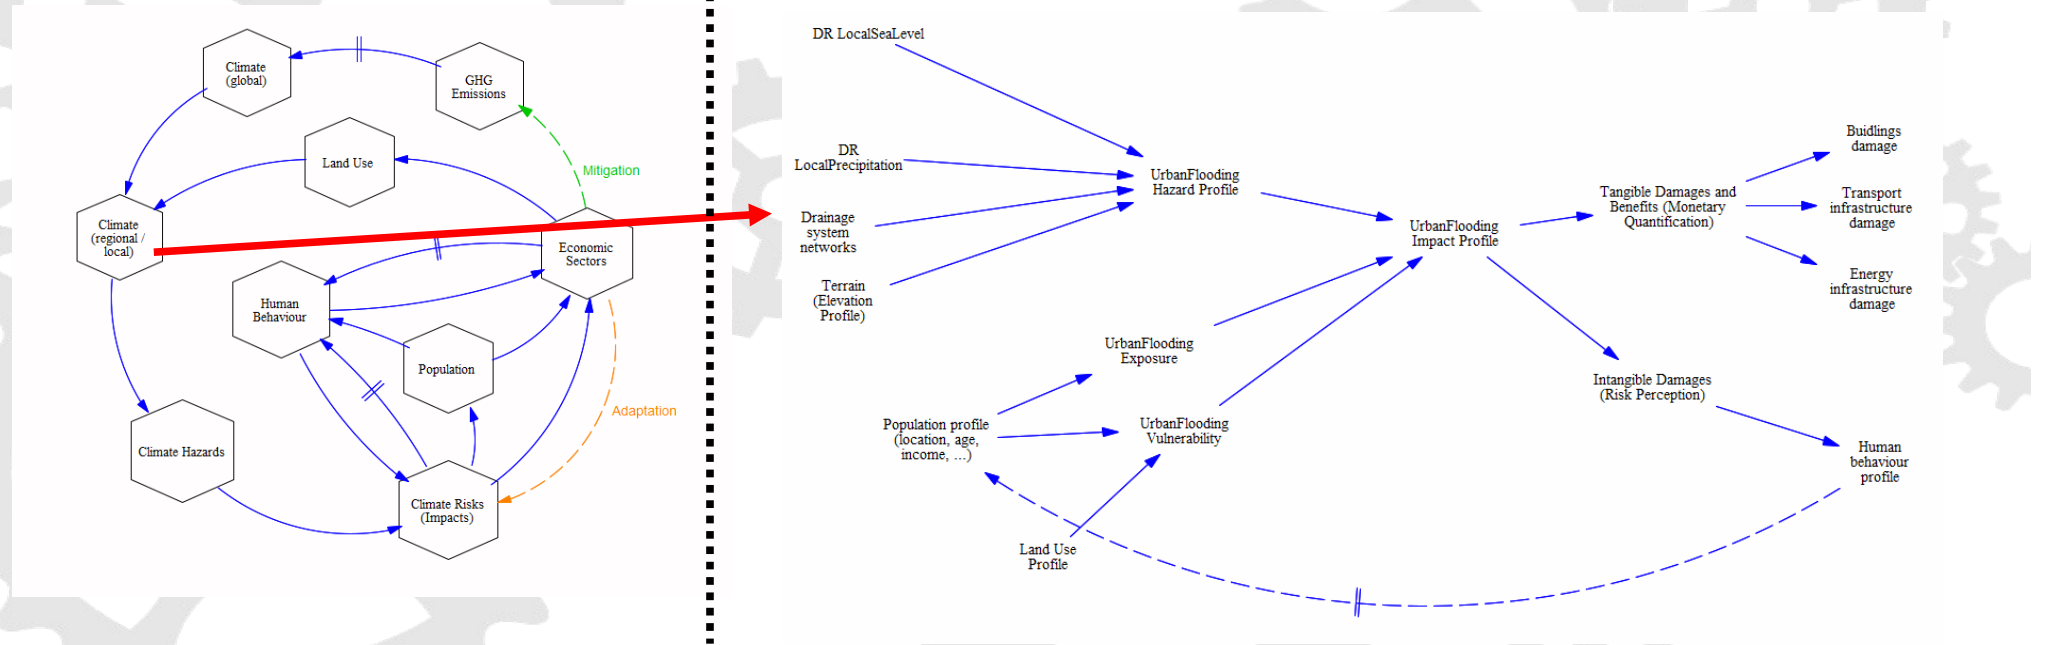 Climate
(global)
GHG
Emissions
Land Use
Mitigation
Climate
(regional /
local)
Economic
Sectors
Human
Behaviour
Population
Adaptation
Climate Hazards
Climate Risks
(Impacts)
DR LocalSeaLevel
DR
LocalPrecipitation
Drainage
system
networks
Terrain
(Elevation
Profile)
UrbanFlooding
Hazard Profile
UrbanFlooding
Impact Profile
UrbanFlooding
Exposure
Population profile
(location, age,
income, ...)
UrbanFlooding
Vulnerability
Land Use
Profile
Tangible Damages and
Benefits (Monetary
Quantification)
Buidlings
damage
Transport
infrastructure
damage
Energy
infrastructure
damage
Intangible Damages
(Risk Perception)
Human
behaviour
profile